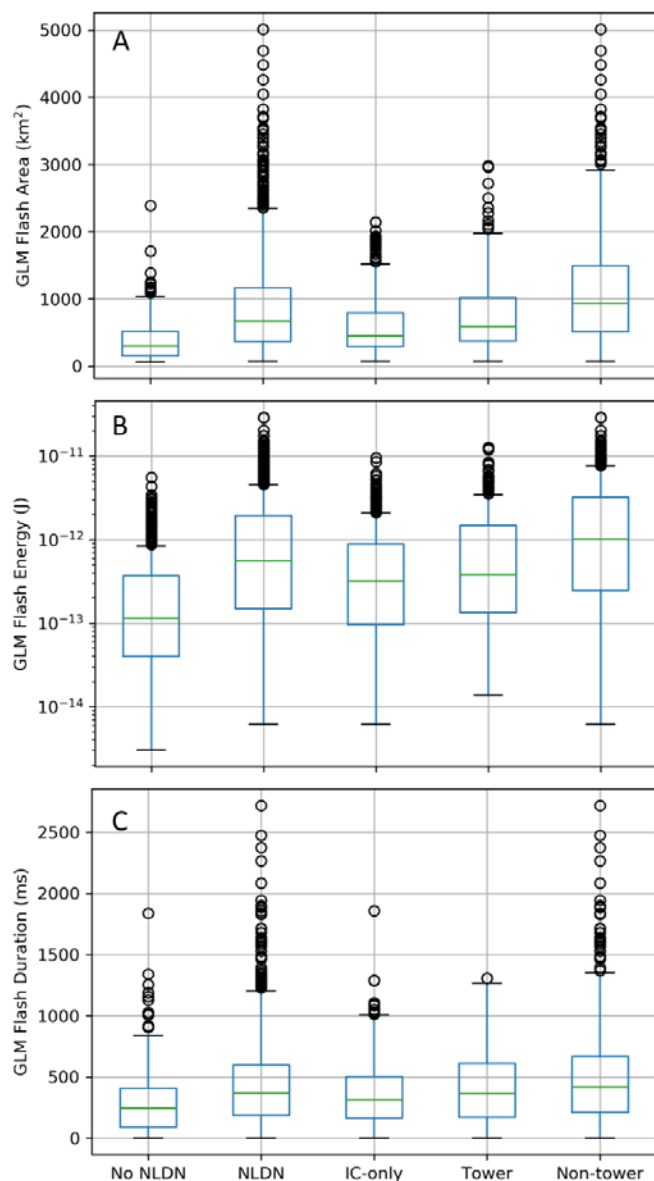 A
GLM Flash Area (km²)
5000
4000
3000
2000
1000
0
B
GLM Flash Energy (J)
10⁻¹¹
10⁻¹²
10⁻¹³
10⁻¹⁴
C
GLM Flash Duration (ms)
2500
2000
1500
1000
500
0
No NLDN NLDN IC-only Tower Non-tower